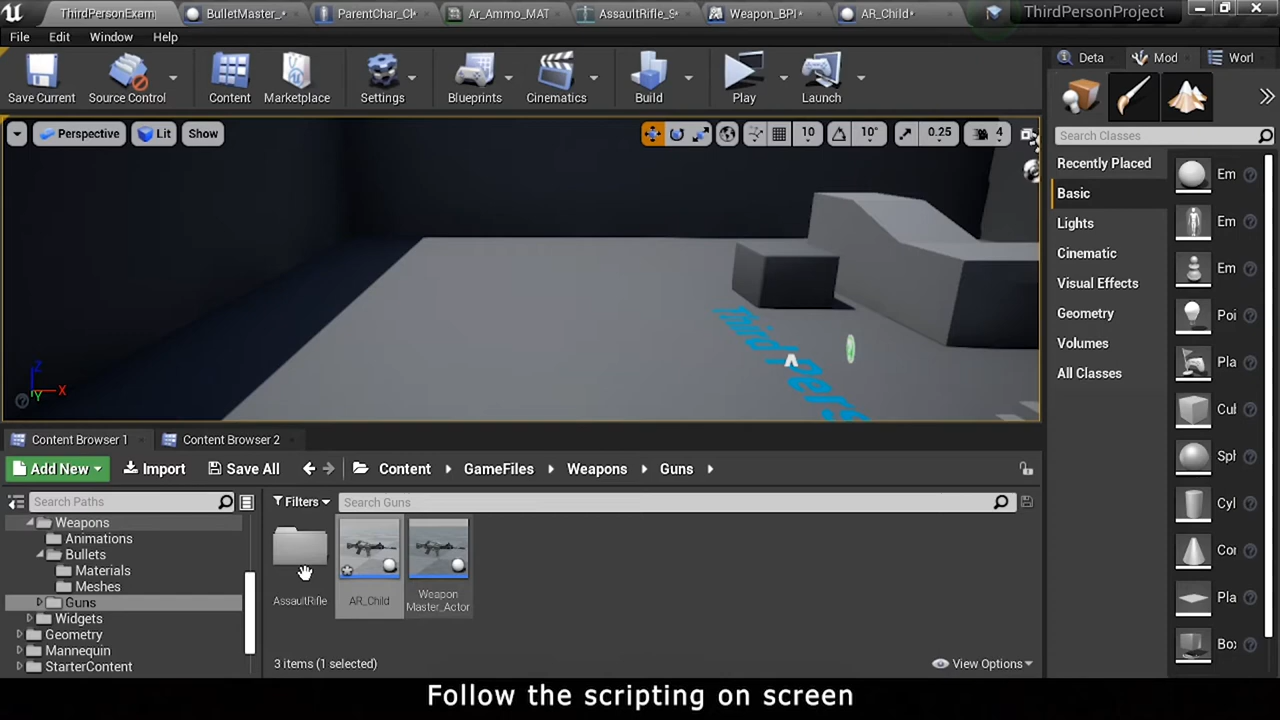 ThirdPersonExam
BulletMaster_*
ParentChar_Cl
Ar_Ammo_MAT
AssaultRifle_S
Weapon_BPI*
AR_Child*
ThirdPersonProject
File
Edit
Window
Help
Save Current
Source Control
Content
Marketplace
Settings
Blueprints
Cinematics
Build
Play
Launch
Deta
Mod
Worl
Search Classes
Perspective
Lit
Show
10
10°
0.25
4
Recently Placed
Basic
Lights
Cinematic
Visual Effects
Geometry
Volumes
All Classes
Em
Em
Em
Poi
Pla
Cul
Sph
Cyl
Cor
Pla
Box
Third Pers
Z
X
Y
Content Browser 1
Content Browser 2
Add New
Import
Save All
Content
GameFiles
Weapons
Guns
Search Paths
Filters
Search Guns
Weapons
Animations
Bullets
Materials
Meshes
Guns
Widgets
Geometry
Mannequin
StarterContent
AssaultRifle
AR_Child
Weapon
Master_Actor
3 items (1 selected)
View Options
Follow the scripting on screen